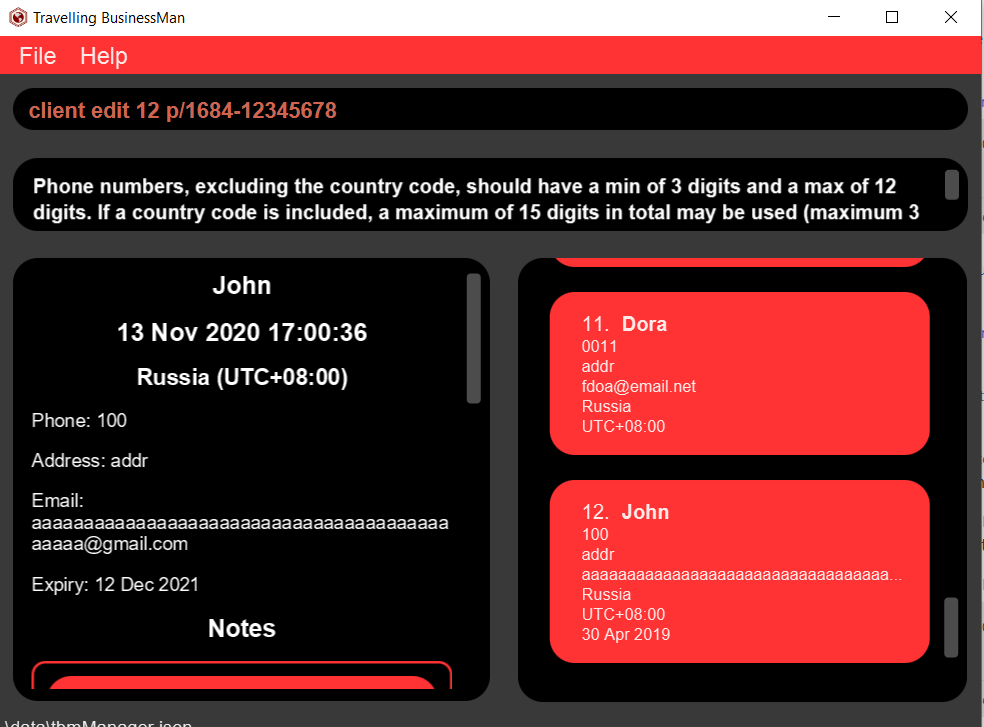 Travelling BusinessMan
File Help
client edit 12 p/1684-12345678
Phone numbers, excluding the country code, should have a min of 3 digits and a max of 12
digits. If a country code is included, a maximum of 15 digits in total may be used (maximum 3
John
13 Nov 2020 17:00:36
Russia (UTC+08:00)
Phone: 100
Address: addr
Email:
aaaaaaaaaaaaaaaaaaaaaaaaaaaaaaaaaaaaaaaa
aaaaa@gmail.com
Expiry: 12 Dec 2021
Notes
11. Dora
0011
addr
fdoa@email.net
Russia
UTC+08:00
12. John
100
addr
aaaaaaaaaaaaaaaaaaaaaaaaaaaaaaaaaa...
Russia
UTC+08:00
30 Apr 2019
.\data\tbmManager.json